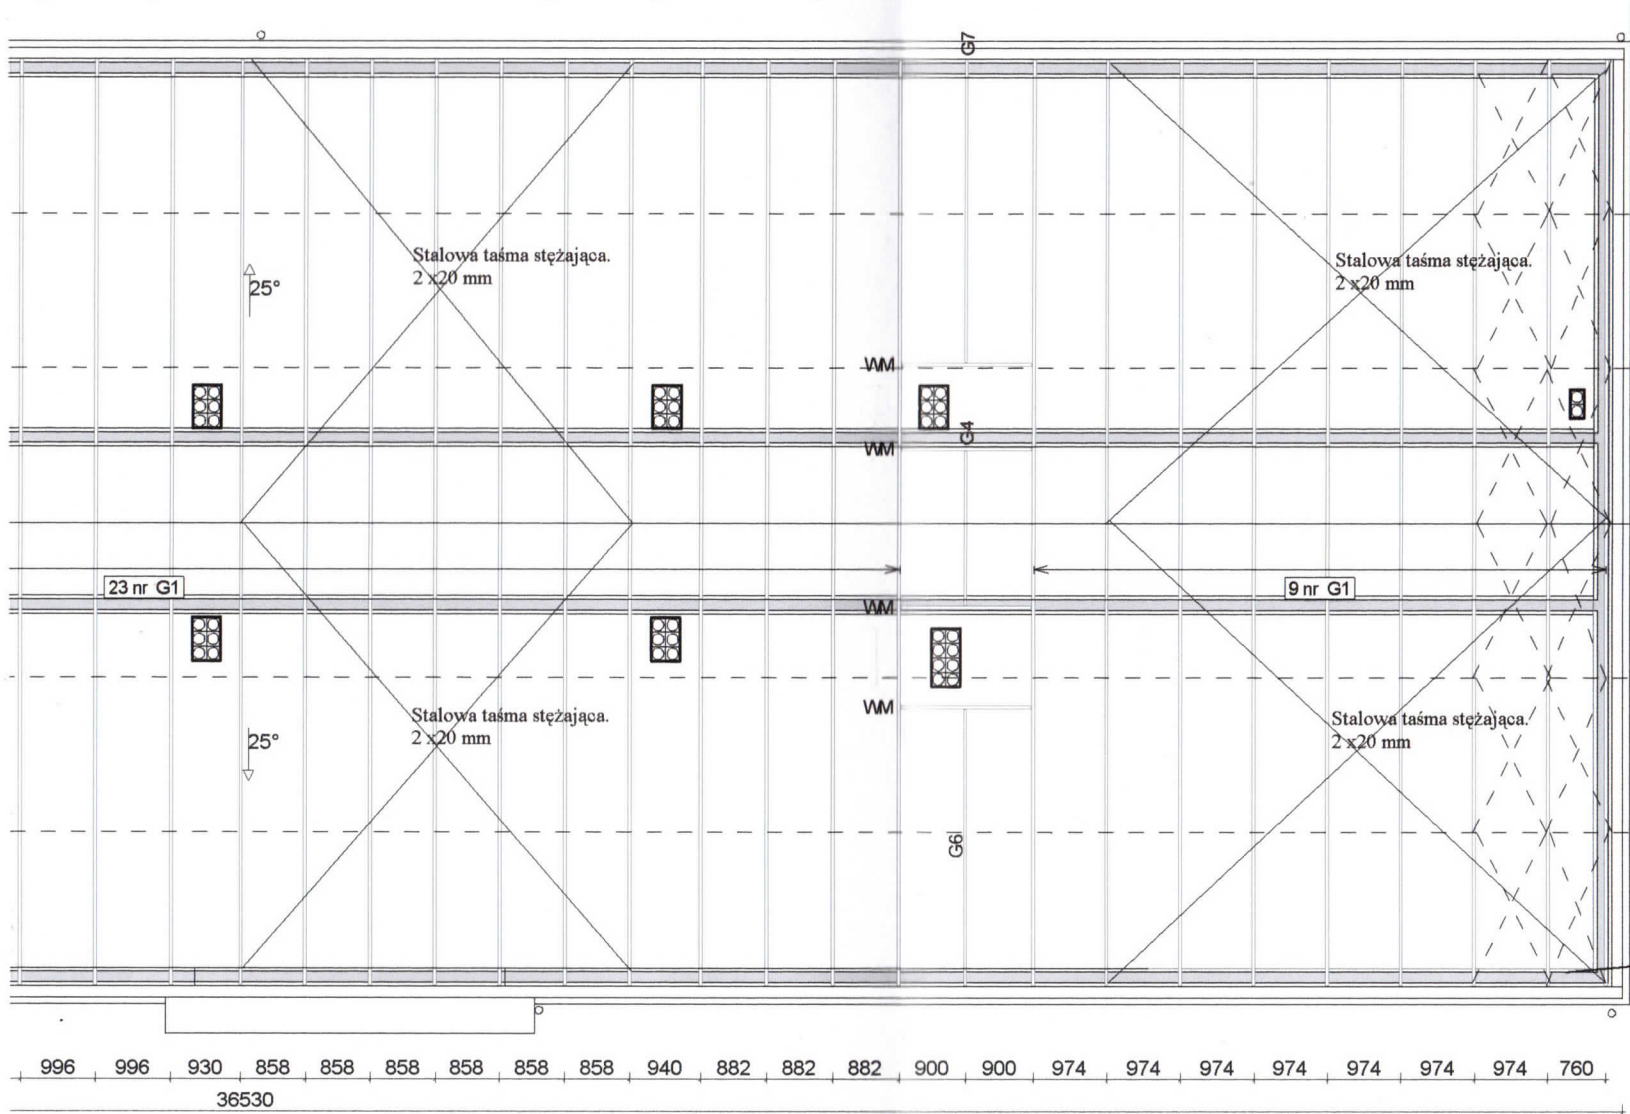 G7
Stalowa taśma stężająca.
2 x20 mm
Stalowa taśma stężająca.
2 x20 mm
25°
WM
G4
WM
23 nr G1
9 nr G1
WM
WM
Stalowa taśma stężająca.
2 x20 mm
Stalowa taśma stężająca.
2 x20 mm
25°
G6
996 996 930 858 858 858 858 858 858 940 882 882 882 900 900 974 974 974 974 974 974 974 760
36530